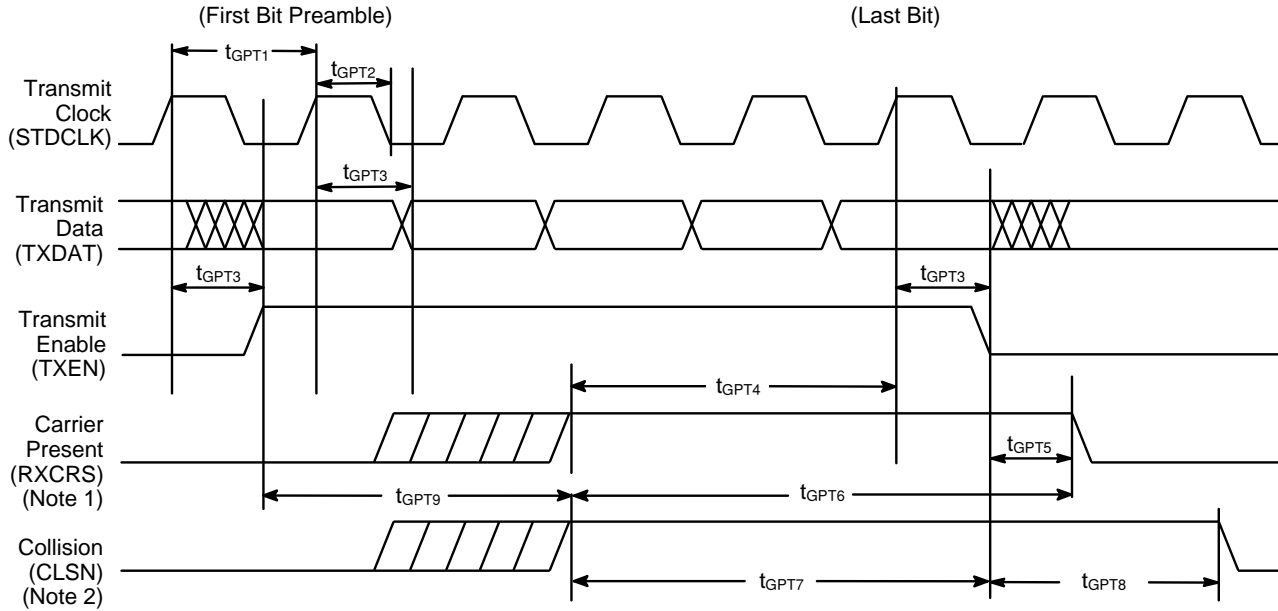 (First Bit Preamble)
(Last Bit)
tGPT1
tGPT2
Transmit
Clock
(STDCLK)
tGPT3
Transmit
Data
(TXDAT)
tGPT3
tGPT3
Transmit
Enable
(TXEN)
tGPT4
Carrier
Present
(RXCRS)
(Note 1)
tGPT5
tGPT9
tGPT6
Collision
(CLSN)
(Note 2)
tGPT7
tGPT8